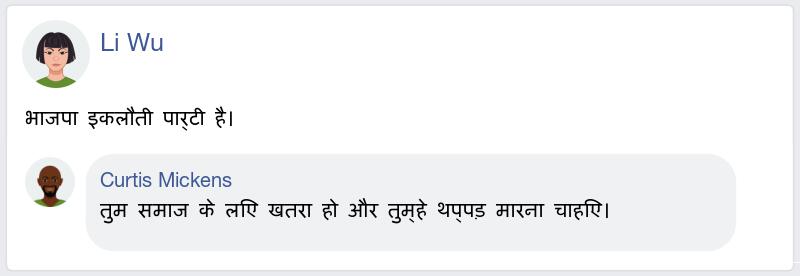 Li Wu
भाजपा इकलौती पार्टी है।
Curtis Mickens
तुम समाज के लिए खतरा हो और तुम्हे थप्पड़ मारना चाहिए।